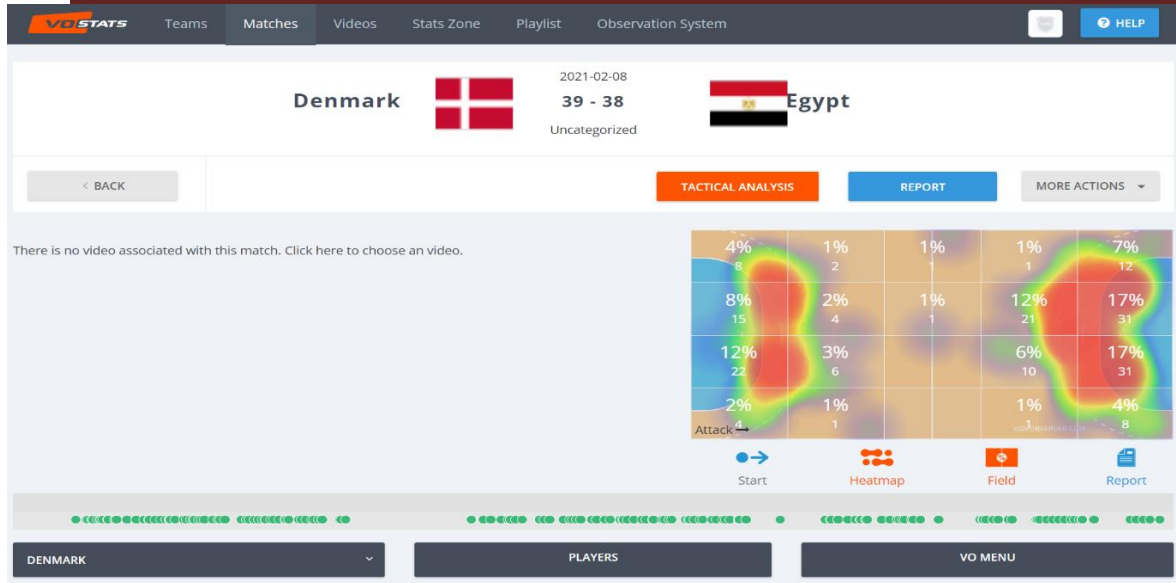 VOSTATS Teams Matches Videos Stats Zone Playlist Observation System HELP
2021-02-08
Denmark 39 - 38 Egypt
Uncategorized
< BACK TACTICAL ANALYSIS REPORT MORE ACTIONS
There is no video associated with this match. Click here to choose an video.
4% 1% 1% 1% 7%
8 2 1 1 12
8% 2% 1% 12% 17%
15 4 1 21 31
12% 3% 6% 17%
22 6 10 31
2% 1% 1% 4%
4 1 1 8
Attack
Start Heatmap Field Report
DENMARK PLAYERS VO MENU